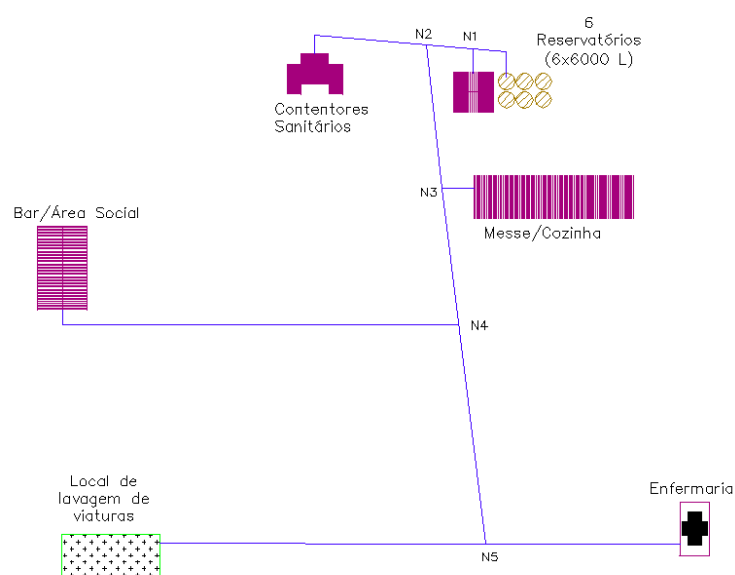 6
Reservatórios
(6x6000 L)
N2
N1
Contentores
Sanitários
N3
Messe/Cozinha
Bar/Área Social
N4
Local de
lavagem de
viaturas
Enfermaria
N5